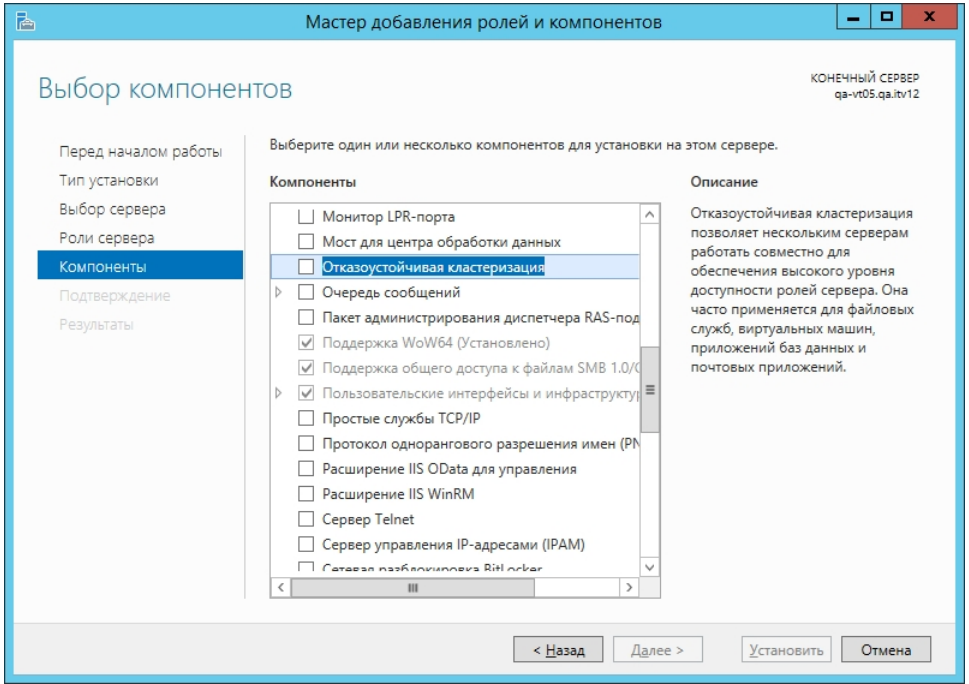 Мастер добавления ролей и компонентов
Выбор компонентов
КОНЕЧНЫЙ СЕРВЕР
qa-vt05.qa.itv12
Перед началом работы
Тип установки
Выбор сервера
Роли сервера
Компоненты
Подтверждение
Результаты
Выберите один или несколько компонентов для установки на этом сервере.
Компоненты
Монитор LPR-порта
Мост для центра обработки данных
Отказоустойчивая кластеризация
Очередь сообщений
Пакет администрирования диспетчера RAS-под
Поддержка WoW64 (Установлено)
Поддержка общего доступа к файлам SMB 1.0/C
Пользовательские интерфейсы и инфраструктур
Простые службы TCP/IP
Протокол однорангового разрешения имен (PN
Расширение IIS OData для управления
Расширение IIS WinRM
Сервер Telnet
Сервер управления IP-адресами (IPAM)
Сетевая разблокировка BitLocker
Описание
Отказоустойчивая кластеризация
позволяет нескольким серверам
работать совместно для
обеспечения высокого уровня
доступности ролей сервера. Она
часто применяется для файловых
служб, виртуальных машин,
приложений баз данных и
почтовых приложений.
< Назад
Далее >
Установить
Отмена